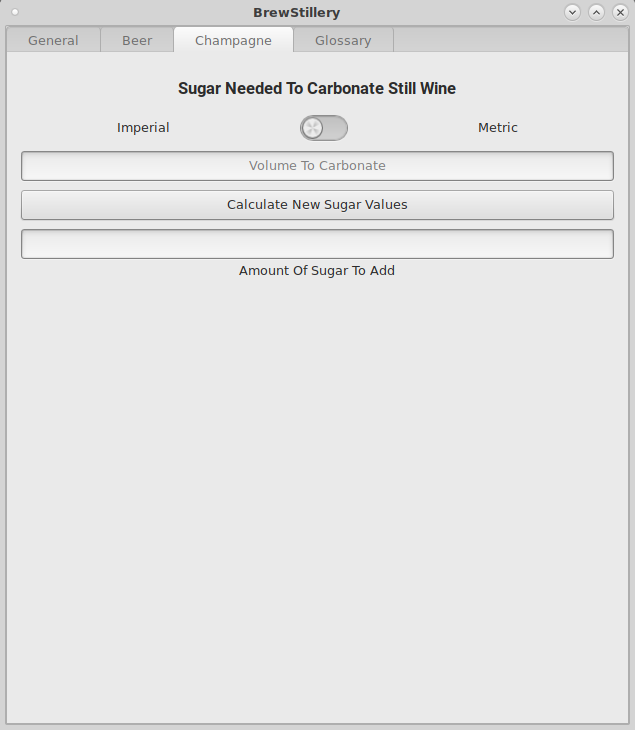 BrewStillery
General Beer Champagne Glossary
Sugar Needed To Carbonate Still Wine
Imperial Metric
Volume To Carbonate
Calculate New Sugar Values
Amount Of Sugar To Add